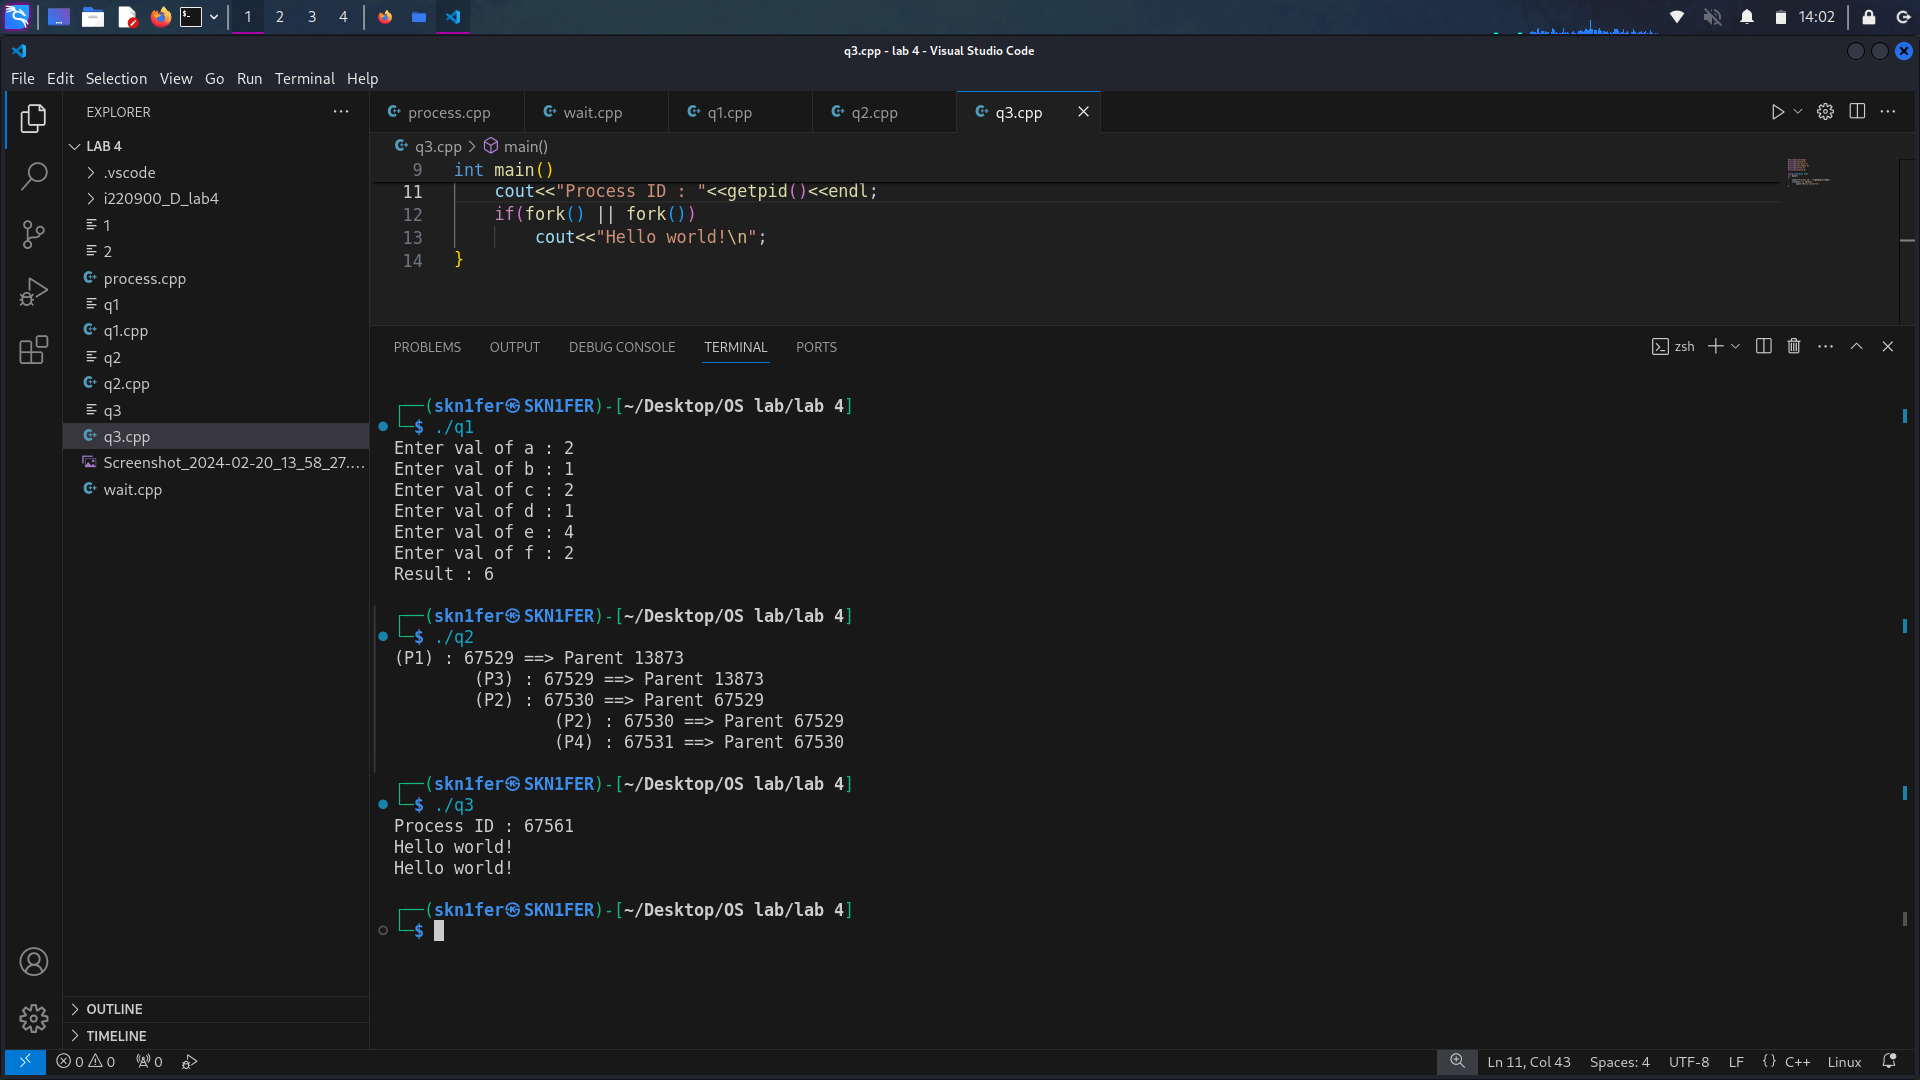 1 2 3 4 14:02
q3.cpp - lab 4 - Visual Studio Code
File Edit Selection View Go Run Terminal Help
EXPLORER
LAB 4
.vscode
i220900_D_lab4
1
2
process.cpp
q1
q1.cpp
q2
q2.cpp
q3
q3.cpp
Screenshot_2024-02-20_13_58_27....
wait.cpp
OUTLINE
TIMELINE
process.cpp wait.cpp q1.cpp q2.cpp q3.cpp
q3.cpp > main()
9 int main()
11 cout<<"Process ID : "<<getpid()<<endl;
12 if(fork() || fork())
13 cout<<"Hello world!\n";
14 }
PROBLEMS OUTPUT DEBUG CONSOLE TERMINAL PORTS zsh
┌──(skn1fer㉿SKN1FER)-[~/Desktop/OS lab/lab 4]
└─$ ./q1
Enter val of a : 2
Enter val of b : 1
Enter val of c : 2
Enter val of d : 1
Enter val of e : 4
Enter val of f : 2
Result : 6
┌──(skn1fer㉿SKN1FER)-[~/Desktop/OS lab/lab 4]
└─$ ./q2
(P1) : 67529 ==> Parent 13873
(P3) : 67529 ==> Parent 13873
(P2) : 67530 ==> Parent 67529
(P2) : 67530 ==> Parent 67529
(P4) : 67531 ==> Parent 67530
┌──(skn1fer㉿SKN1FER)-[~/Desktop/OS lab/lab 4]
└─$ ./q3
Process ID : 67561
Hello world!
Hello world!
┌──(skn1fer㉿SKN1FER)-[~/Desktop/OS lab/lab 4]
└─$
0 0 0 Ln 11, Col 43 Spaces: 4 UTF-8 LF {} C++ Linux